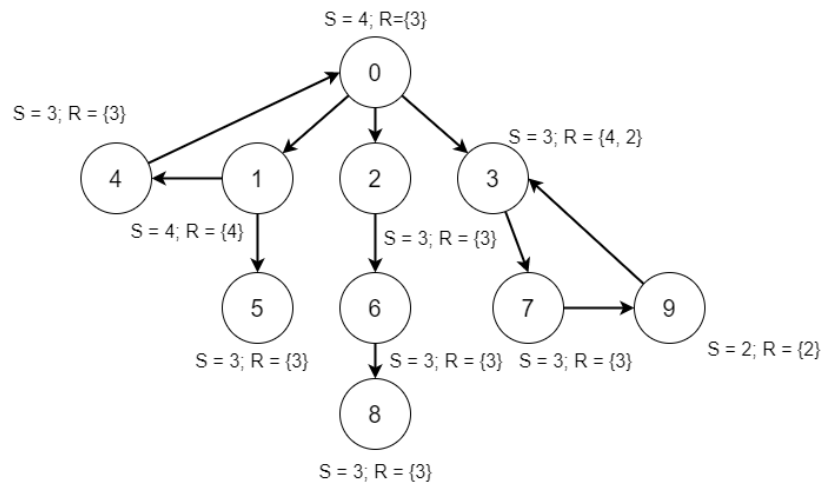 S = 4; R={3}
0
S = 3; R = {3}
S = 3; R = {4, 2}
4
1
2
3
S = 4; R = {4}
S = 3; R = {3}
5
6
7
9
S = 2; R = {2}
S = 3; R = {3}
S = 3; R = {3}
S = 3; R = {3}
8
S = 3; R = {3}